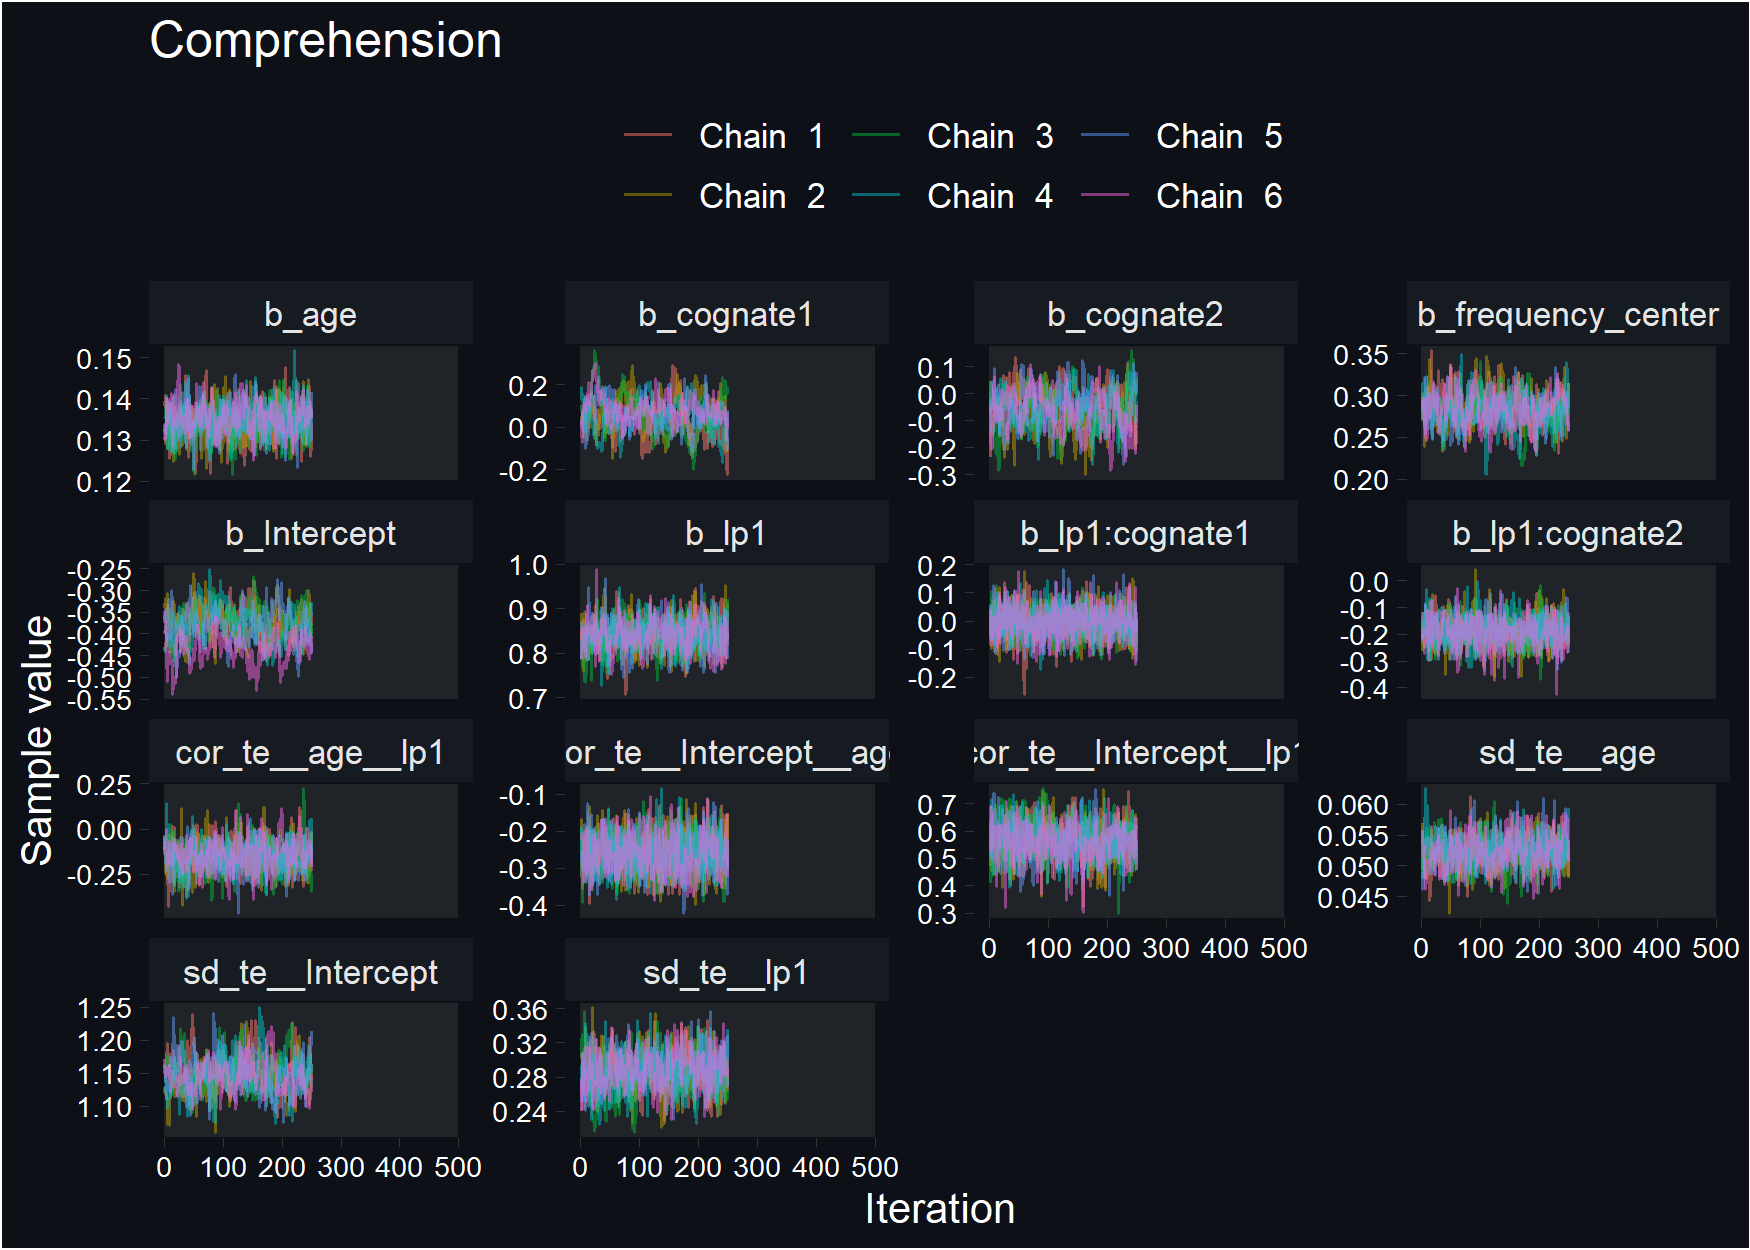 Comprehension
Chain 1 Chain 3 Chain 5
Chain 2 Chain 4 Chain 6
b_age b_cognate1 b_cognate2 b_frequency_center
0.15 0.14 0.13 0.12
0.2 0.0 -0.2
0.1 0.0 -0.1 -0.2 -0.3
0.35 0.30 0.25 0.20
b_Intercept b_lp1 b_lp1:cognate1 b_lp1:cognate2
-0.25 -0.30 -0.35 -0.40 -0.45 -0.50 -0.55
1.0 0.9 0.8 0.7
0.2 0.1 0.0 -0.1 -0.2
0.0 -0.1 -0.2 -0.3 -0.4
Sample value
cor_te__age__lp1 or_te__Intercept__ag cor_te__Intercept__lp1 sd_te__age
0.25 0.00 -0.25
-0.1 -0.2 -0.3 -0.4
0.7 0.6 0.5 0.4 0.3
0.060 0.055 0.050 0.045
0 100 200 300 400 500 0 100 200 300 400 500
sd_te__Intercept sd_te__lp1
1.25 1.20 1.15 1.10
0.36 0.32 0.28 0.24
0 100 200 300 400 500 0 100 200 300 400 500
Iteration